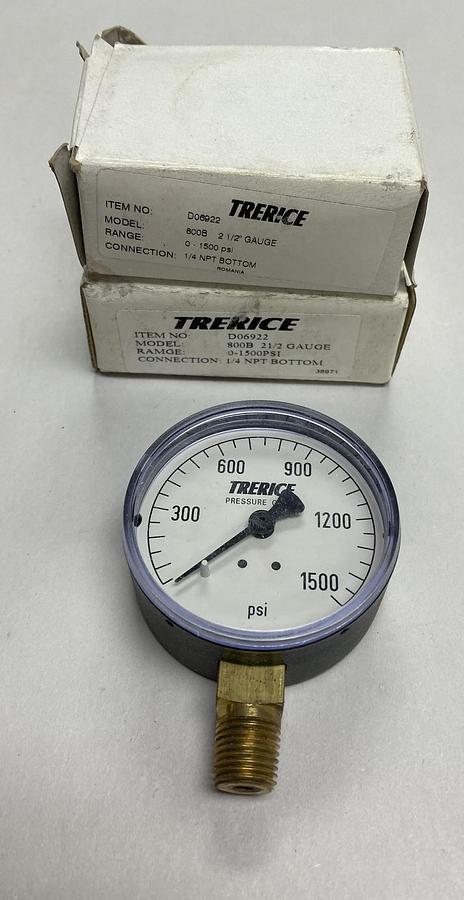 TRERICE
ITEM NO: D06922
MODEL: 800B 2 1/2" GAUGE
RANGE: 0 - 1500 psi
CONNECTION: 1/4 NPT BOTTOM
ROMANIA
TRERICE
ITEM NO: D06922
MODEL: 800B 21/2 GAUGE
RAMGE: 0-1500PSI
CONNECTION: 1/4 NPT BOTTOM
38971
600 900
TRERICE
PRESSURE
300 1200
1500
psi